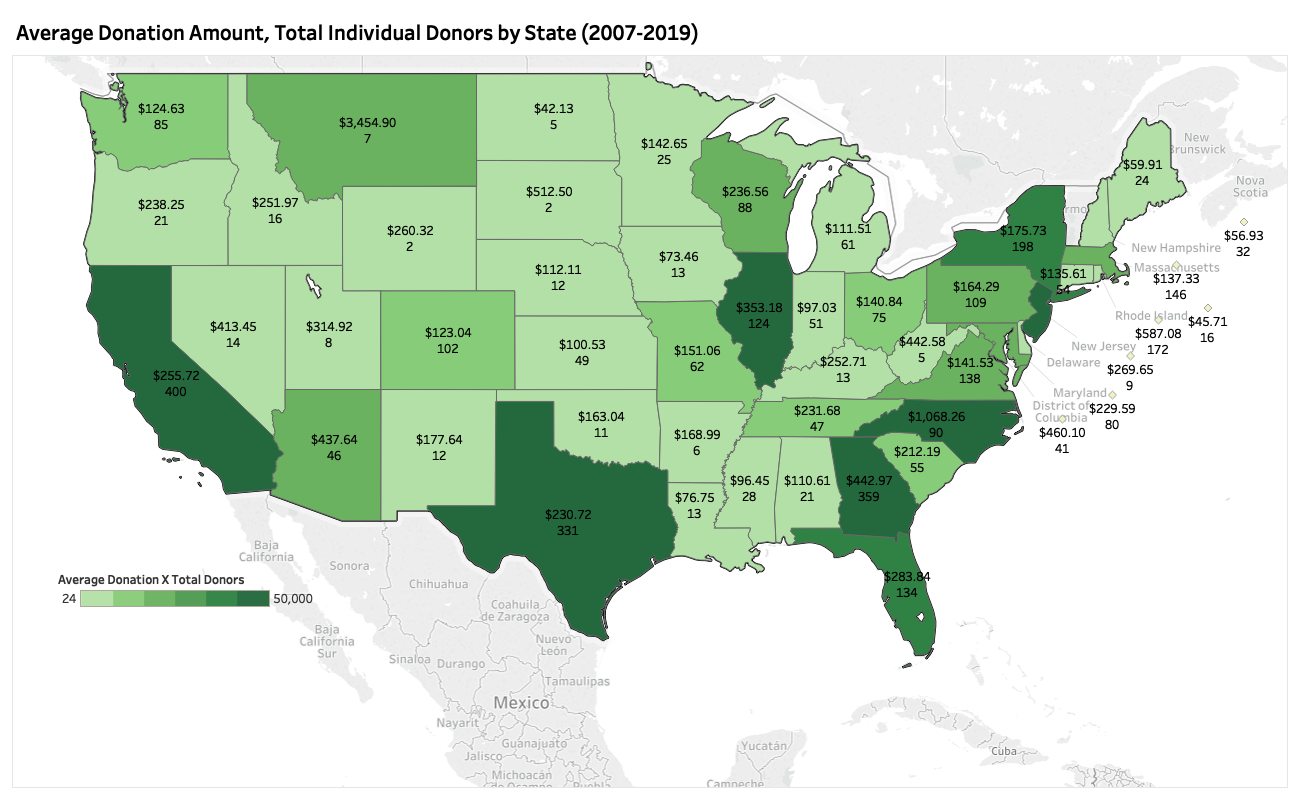 Average Donation Amount, Total Individual Donors by State (2007-2019)
$124.63
85
$3,454.90
7
$42.13
5
$142.65
25
$59.91
24
New
Brunswick
Nova
Scotia
$238.25
21
$251.97
16
$512.50
2
$236.56
88
$111.51
61
$260.32
2
$175.73
198
$56.93
32
New Hampshire
Massachusetts
$137.33
146
$112.11
12
$73.46
13
$135.61
54
$164.29
109
Rhode Island
$45.71
16
$587.08
172
$413.45
14
$314.92
8
$123.04
102
$353.18
124
$97.03
51
$140.84
75
$100.53
49
$151.06
62
$442.58
5
$252.71
13
$141.53
138
New Jersey
Delaware
$269.65
9
$255.72
400
Maryland
District of
Columbia
$229.59
80
$460.10
41
$437.64
46
$177.64
12
$163.04
11
$168.99
6
$231.68
47
$1,068.26
90
$212.19
55
$76.75
13
$96.45
28
$110.61
21
$442.97
359
$230.72
331
$283.84
134
Baja
California
Sonora
Chihuahua
Coahuila
de Zaragoza
Average Donation X Total Donors
24
50,000
Baja
California
Sur
Sinaloa
Durango
Nuevo
León
Tamaulipas
Mexico
Nayarit
Guanajuato
Jalisco
Michoacán
de Ocampo
Puebla
Yucatán
Campeche
Cuba